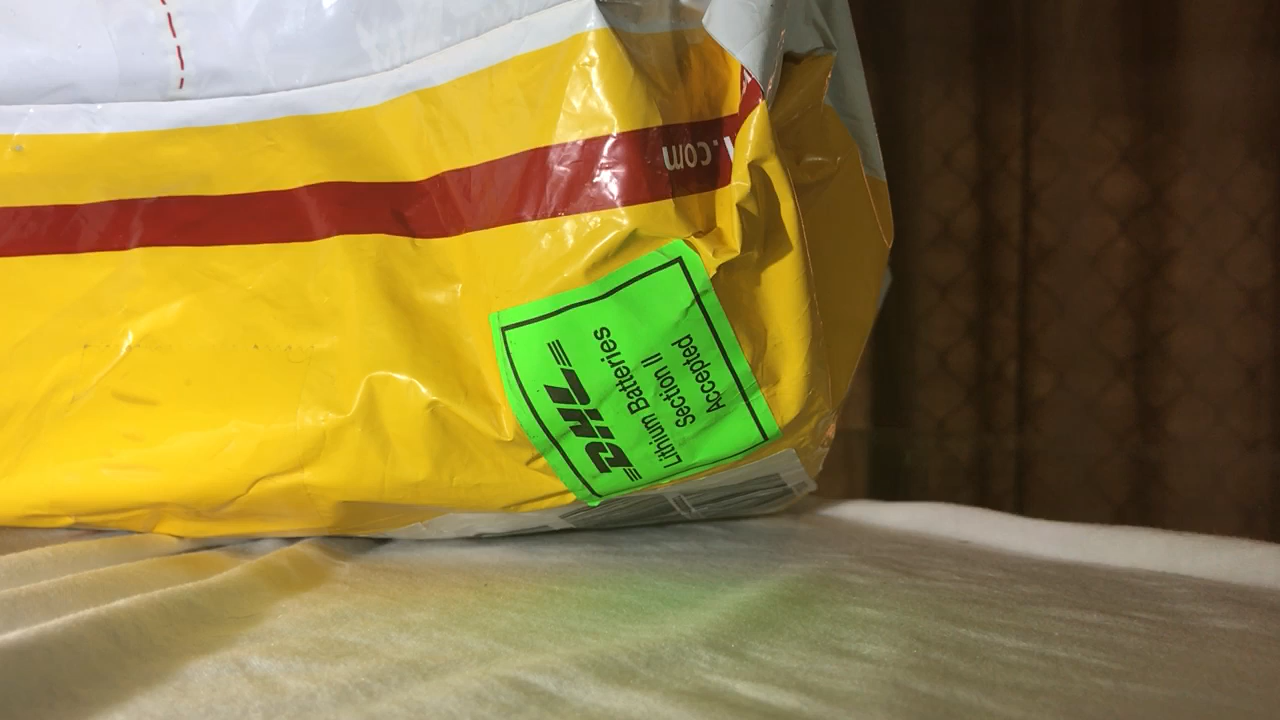 .com
DHL
Lithium Batteries
Section II
Accepted